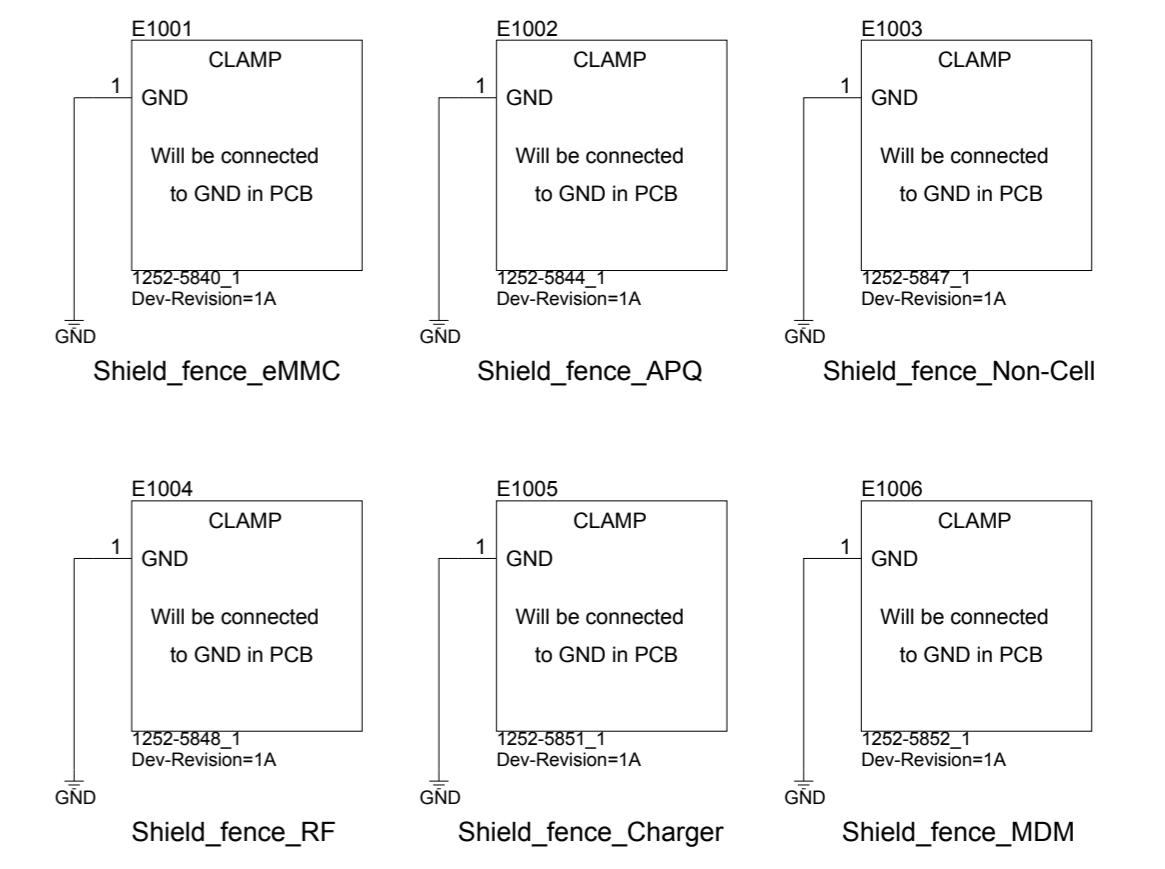 E1001
CLAMP
1
GND
Will be connected
to GND in PCB
1252-5840_1
Dev-Revision=1A
GND
Shield_fence_eMMC
E1002
CLAMP
1
GND
Will be connected
to GND in PCB
1252-5844_1
Dev-Revision=1A
GND
Shield_fence_APQ
E1003
CLAMP
1
GND
Will be connected
to GND in PCB
1252-5847_1
Dev-Revision=1A
GND
Shield_fence_Non-Cell
E1004
CLAMP
1
GND
Will be connected
to GND in PCB
1252-5848_1
Dev-Revision=1A
GND
Shield_fence_RF
E1005
CLAMP
1
GND
Will be connected
to GND in PCB
1252-5851_1
Dev-Revision=1A
GND
Shield_fence_Charger
E1006
CLAMP
1
GND
Will be connected
to GND in PCB
1252-5852_1
Dev-Revision=1A
GND
Shield_fence_MDM